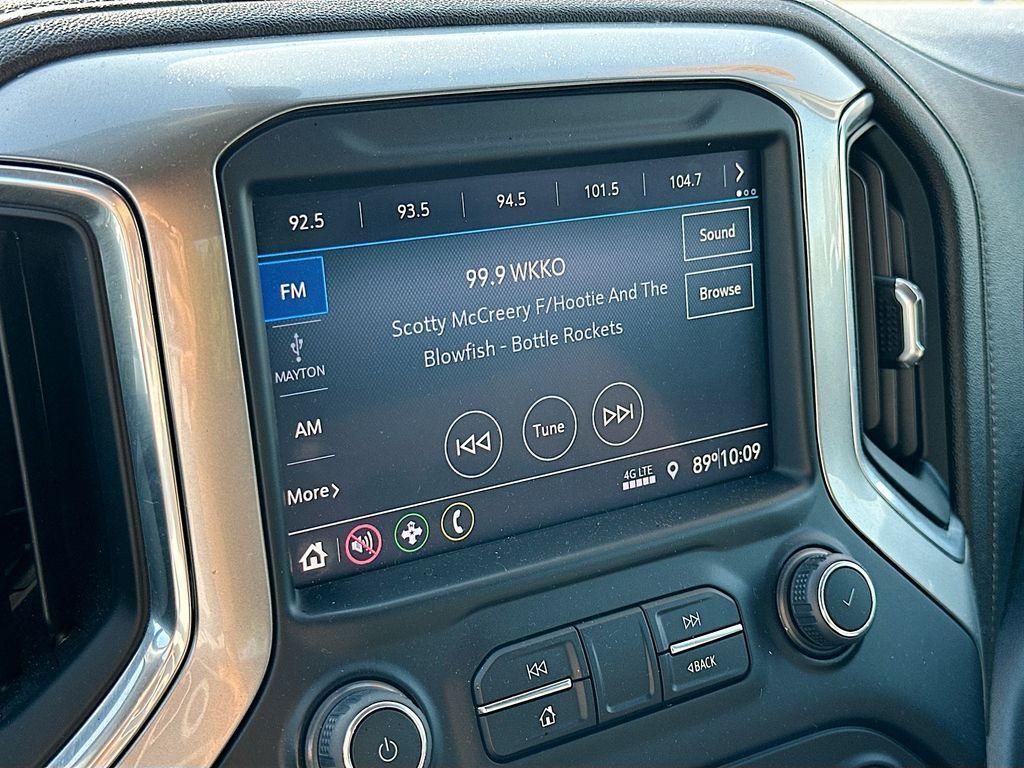 92.5 93.5 94.5 101.5 104.7
Sound
FM
99.9 WKKO
Browse
Scotty McCreery F/Hootie And The
Blowfish - Bottle Rockets
MAYTON
AM
Tune
More
4G LTE
89° 10:09
BACK